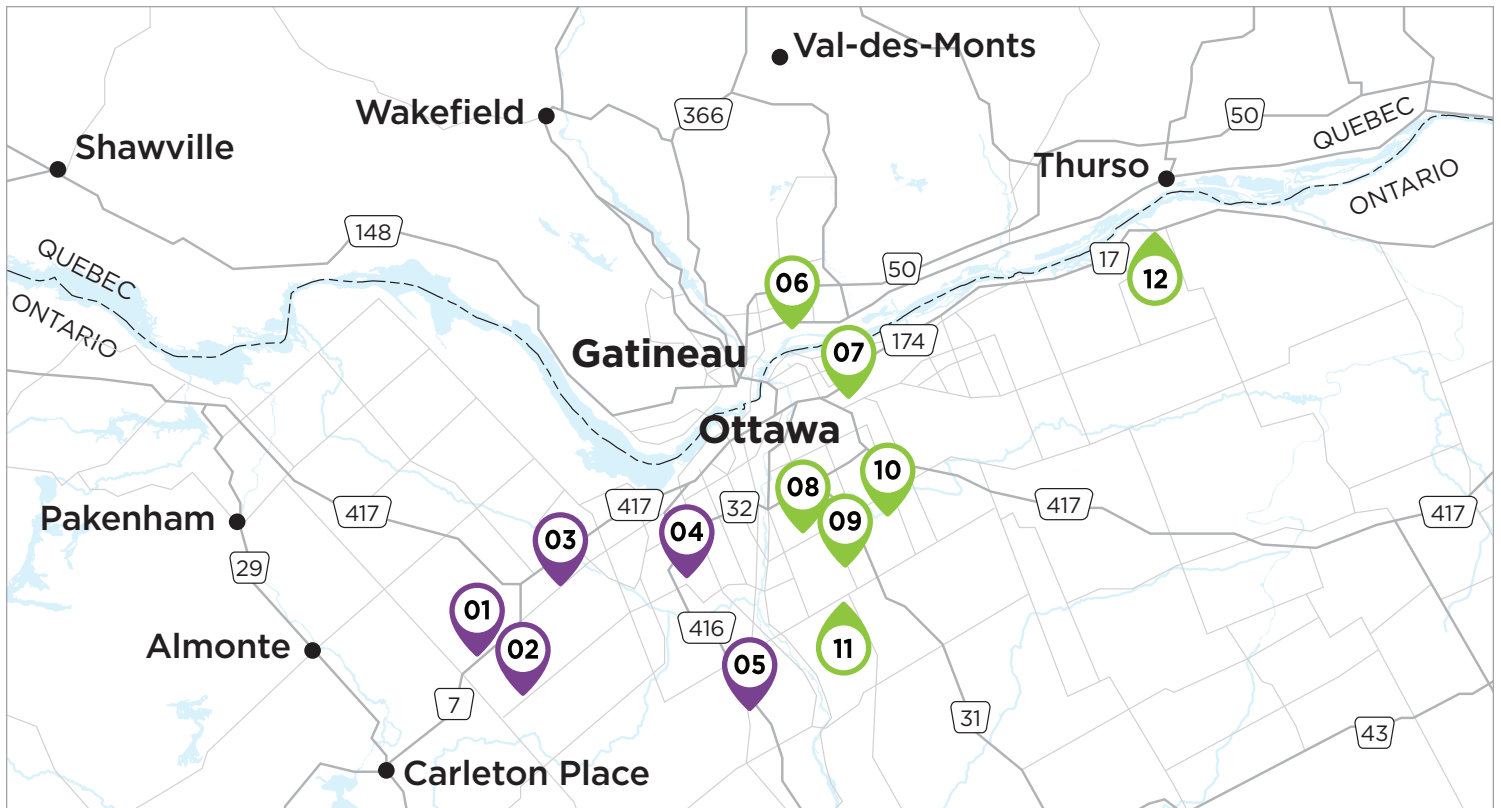 Val-des-Monts
Wakefield
366
50
QUEBEC
Shawville
Thurso
ONTARIO
148
QUEBEC
17
50
12
06
ONTARIO
174
07
Gatineau
Ottawa
10
08
417
417
32
417
417
Pakenham
09
04
03
29
01
416
11
Almonte
02
05
7
31
43
Carleton Place